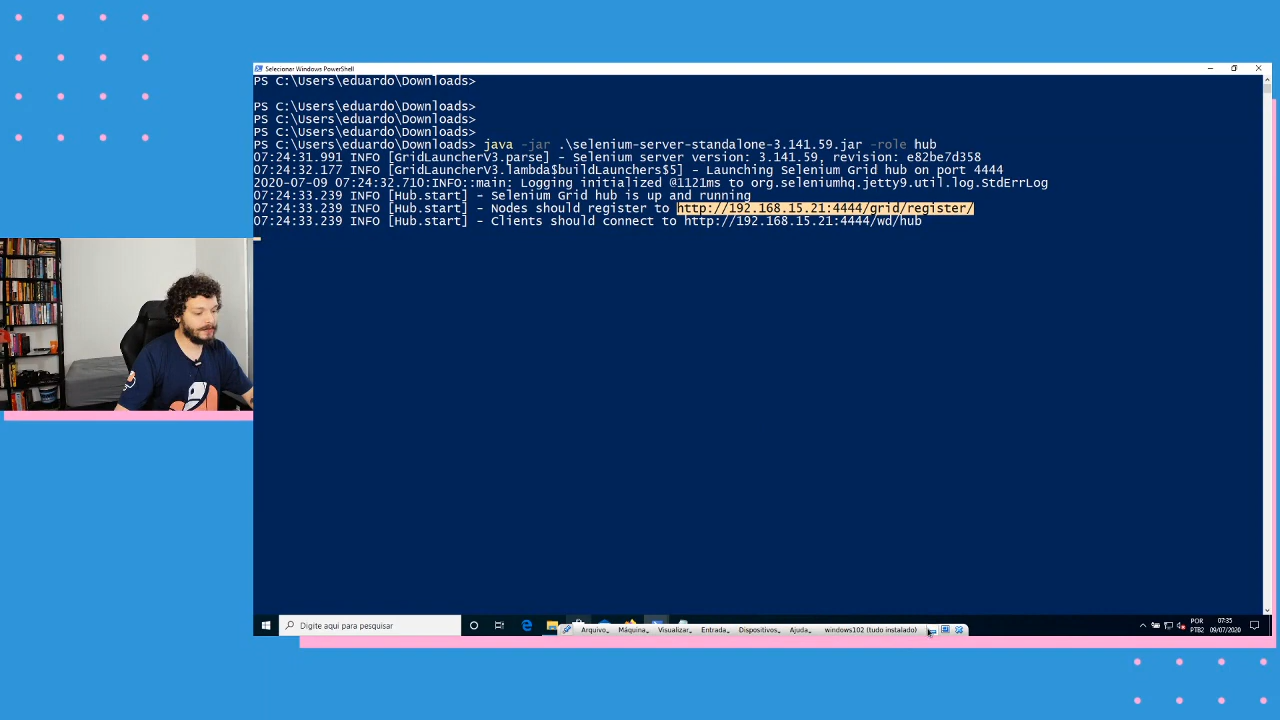 Selecionar Windows PowerShell
PS C:\Users\eduardo\Downloads>
PS C:\Users\eduardo\Downloads>
PS C:\Users\eduardo\Downloads>
PS C:\Users\eduardo\Downloads>
PS C:\Users\eduardo\Downloads> java -jar .\selenium-server-standalone-3.141.59.jar -role hub
07:24:31.991 INFO [GridLauncherV3.parse] - Selenium server version: 3.141.59, revision: e82be7d358
07:24:32.177 INFO [GridLauncherV3.lambda$buildLaunchers$5] - Launching Selenium Grid hub on port 4444
2020-07-09 07:24:32.710:INFO::main: Logging initialized @1121ms to org.seleniumhq.jetty9.util.log.StdErrLog
07:24:33.239 INFO [Hub.start] - Selenium Grid hub is up and running
07:24:33.239 INFO [Hub.start] - Nodes should register to http://192.168.15.21:4444/grid/register/
07:24:33.239 INFO [Hub.start] - Clients should connect to http://192.168.15.21:4444/wd/hub
Digite aqui para pesquisar
Arquivo Máquina Visualizar Entrada Dispositivos Ajuda windows102 (tudo instalado)
POR
PTB2
07:35
09/07/2020